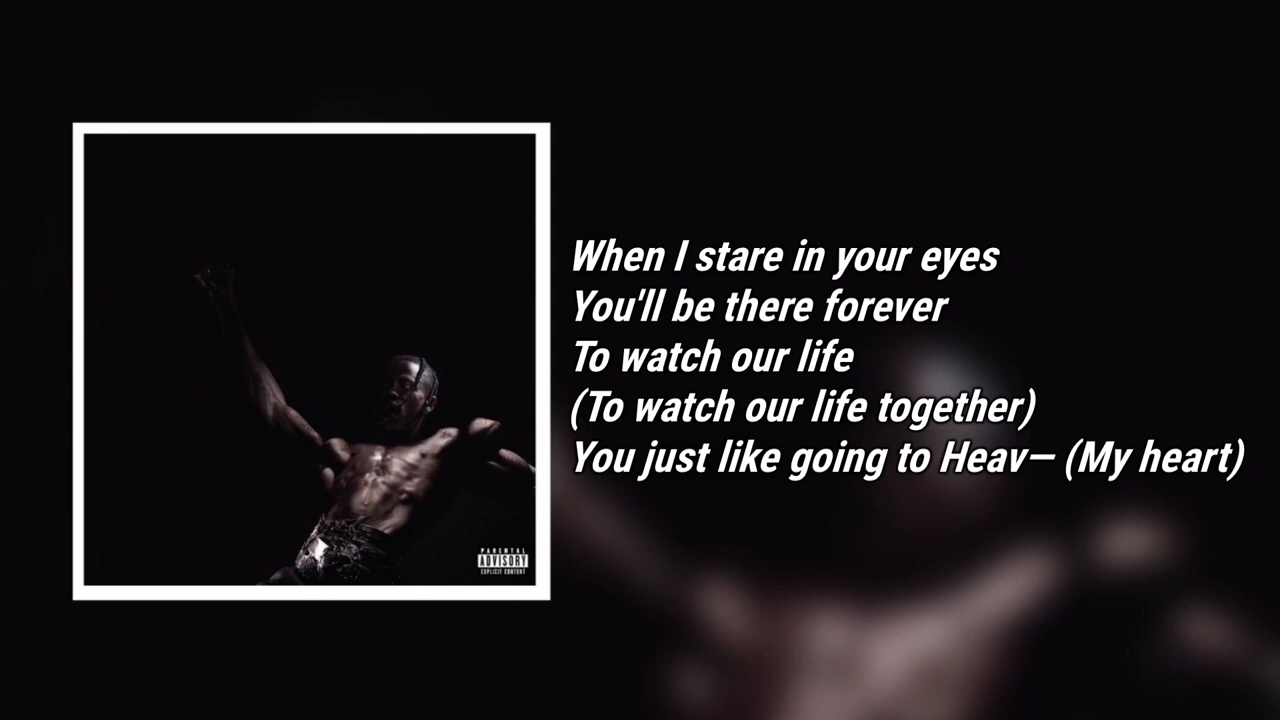 When I stare in your eyes
You'll be there forever
To watch our life
(To watch our life together)
You just like going to Heav– (My heart)
PARENTAL
ADVISORY
EXPLICIT CONTENT